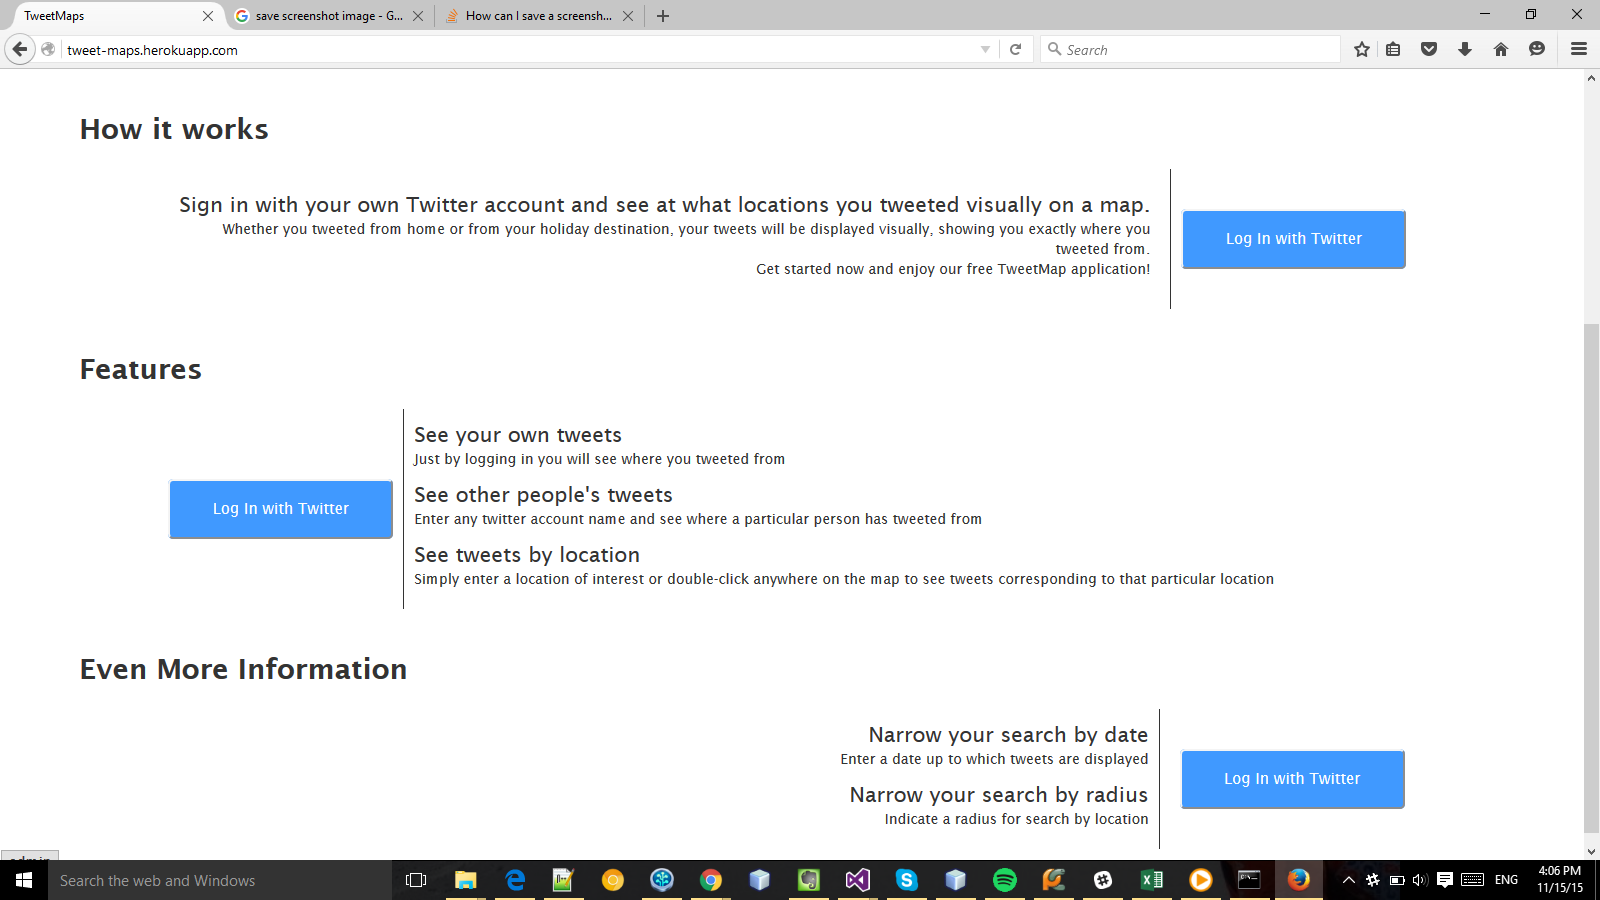 TweetMaps
save screenshot image - G...
How can I save a screensh...
tweet-maps.herokuapp.com
Search
How it works
Sign in with your own Twitter account and see at what locations you tweeted visually on a map.
Whether you tweeted from home or from your holiday destination, your tweets will be displayed visually, showing you exactly where you
tweeted from.
Get started now and enjoy our free TweetMap application!
Log In with Twitter
Features
Log In with Twitter
See your own tweets
Just by logging in you will see where you tweeted from
See other people's tweets
Enter any twitter account name and see where a particular person has tweeted from
See tweets by location
Simply enter a location of interest or double-click anywhere on the map to see tweets corresponding to that particular location
Even More Information
Narrow your search by date
Enter a date up to which tweets are displayed
Narrow your search by radius
Indicate a radius for search by location
Log In with Twitter
admin
Search the web and Windows
ENG
4:06 PM
11/15/15